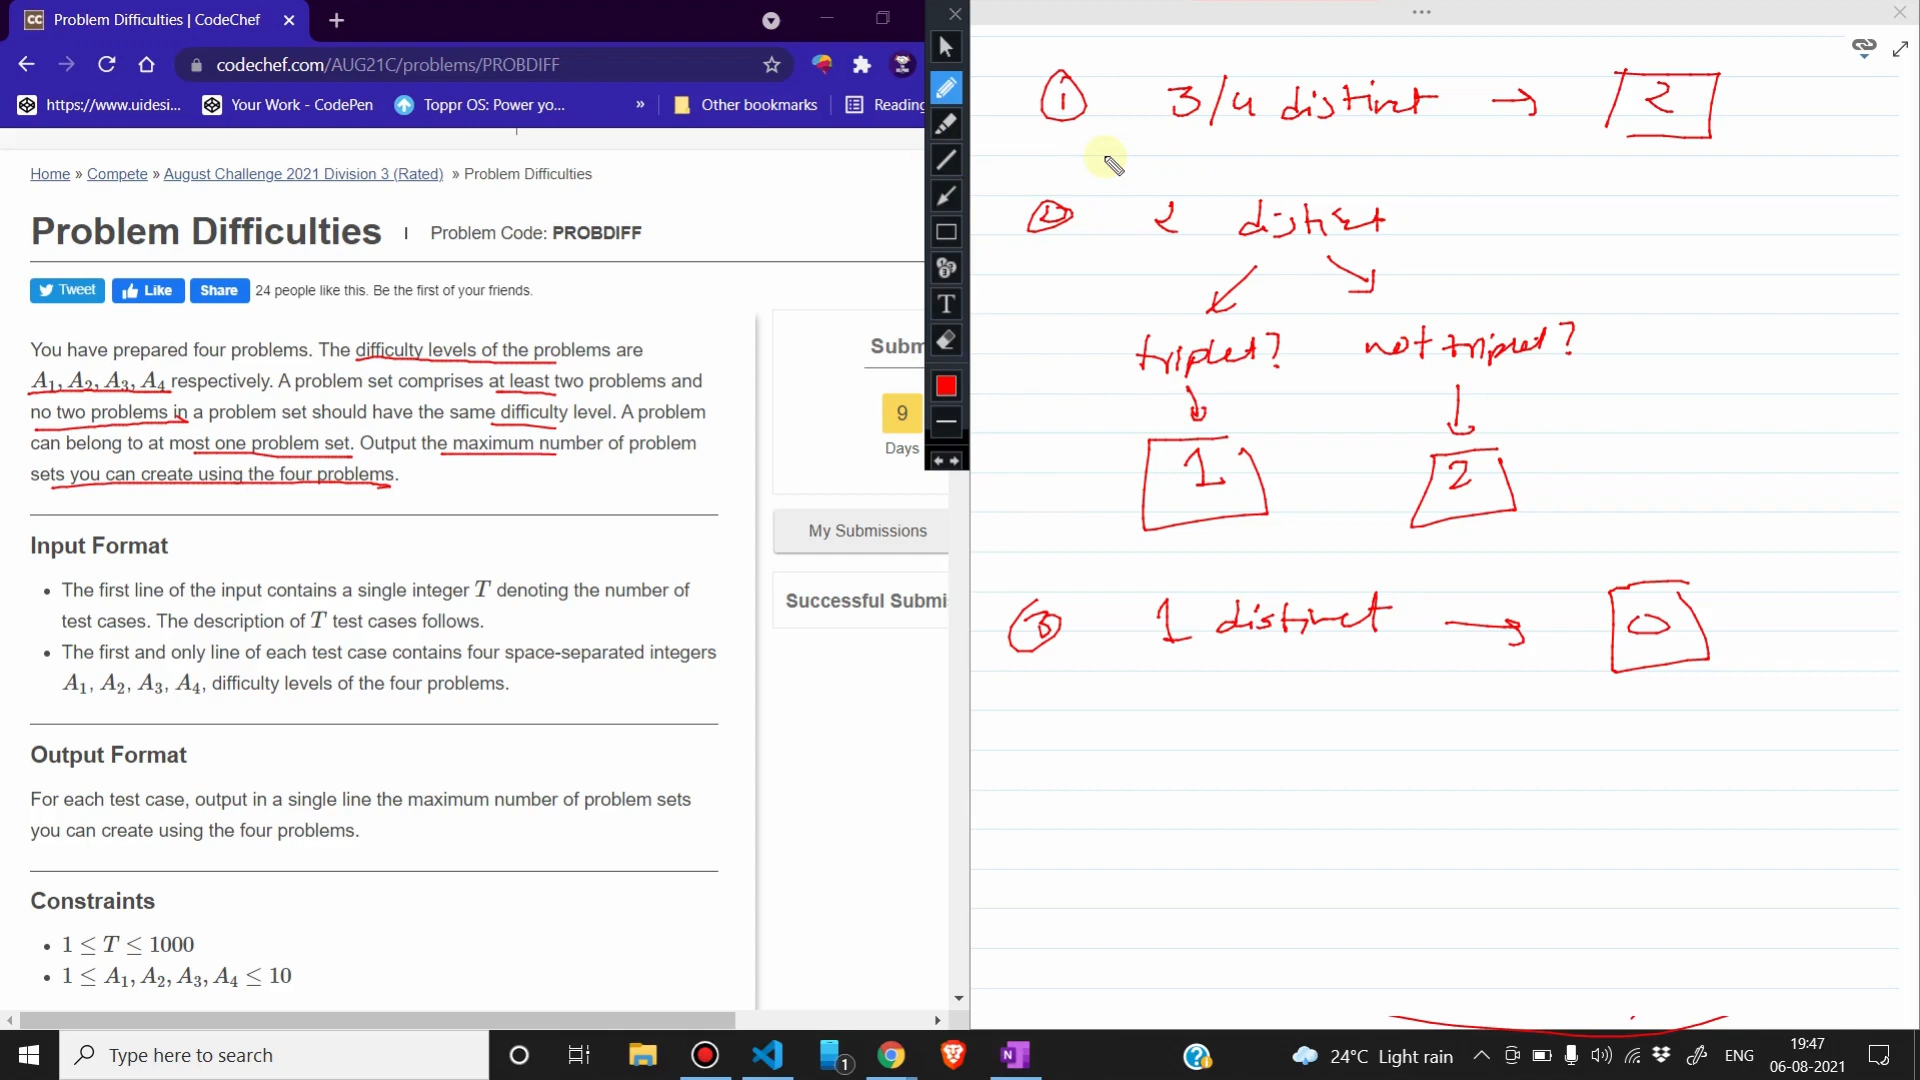 Problem Difficulties | CodeChef
codechef.com/AUG21C/problems/PROBDIFF
https://www.uidesi...
Your Work - CodePen
Toppr OS: Power yo...
»
Other bookmarks
Reading
Home » Compete » August Challenge 2021 Division 3 (Rated) » Problem Difficulties
Problem Difficulties
Problem Code: PROBDIFF
Tweet
Like
Share
24 people like this. Be the first of your friends.
You have prepared four problems. The difficulty levels of the problems are
A1, A2, A3, A4 respectively. A problem set comprises at least two problems and
no two problems in a problem set should have the same difficulty level. A problem
can belong to at most one problem set. Output the maximum number of problem
sets you can create using the four problems.
Input Format
• The first line of the input contains a single integer T denoting the number of
test cases. The description of T test cases follows.
• The first and only line of each test case contains four space-separated integers
A1, A2, A3, A4, difficulty levels of the four problems.
Output Format
For each test case, output in a single line the maximum number of problem sets
you can create using the four problems.
Constraints
• 1 ≤ T ≤ 1000
• 1 ≤ A1, A2, A3, A4 ≤ 10
Subm
9
Days
My Submissions
Successful Submi
T
1 3/4 distinct → 2
2 2 distinct
triplet? not triplet?
1 2
3 1 distinct → 0
Type here to search
1
24°C Light rain
ENG
19:47
06-08-2021